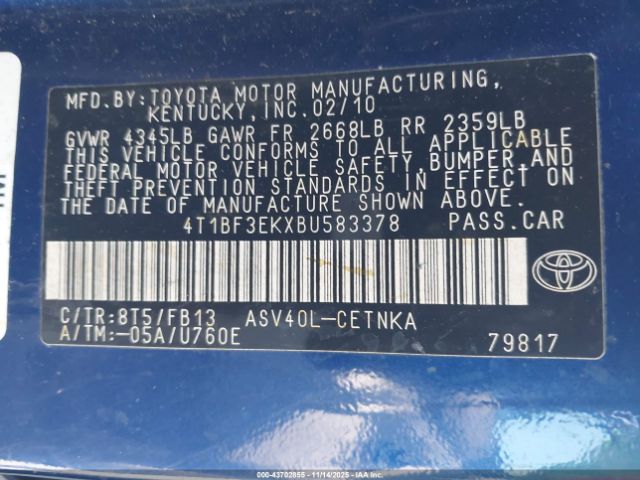 MFD.BY:TOYOTA MOTOR MANUFACTURING,
KENTUCKY, INC.02/10
GVWR 4345LB GAWR FR 2668LB RR 2359LB
THIS VEHICLE CONFORMS TO ALL APPLICABLE
FEDERAL MOTOR VEHICLE SAFETY, BUMPER, AND
THEFT PREVENTION STANDARDS IN EFFECT ON
THE DATE OF MANUFACTURE SHOWN ABOVE.
4T1BF3EKXBU583378 PASS.CAR
C/TR:8T5/FB13 ASV40L-CETNKA
A/TM:-05A/U760E 79817
TOYOTA
000-43702855 - 11/14/2025 - IAAI.COM